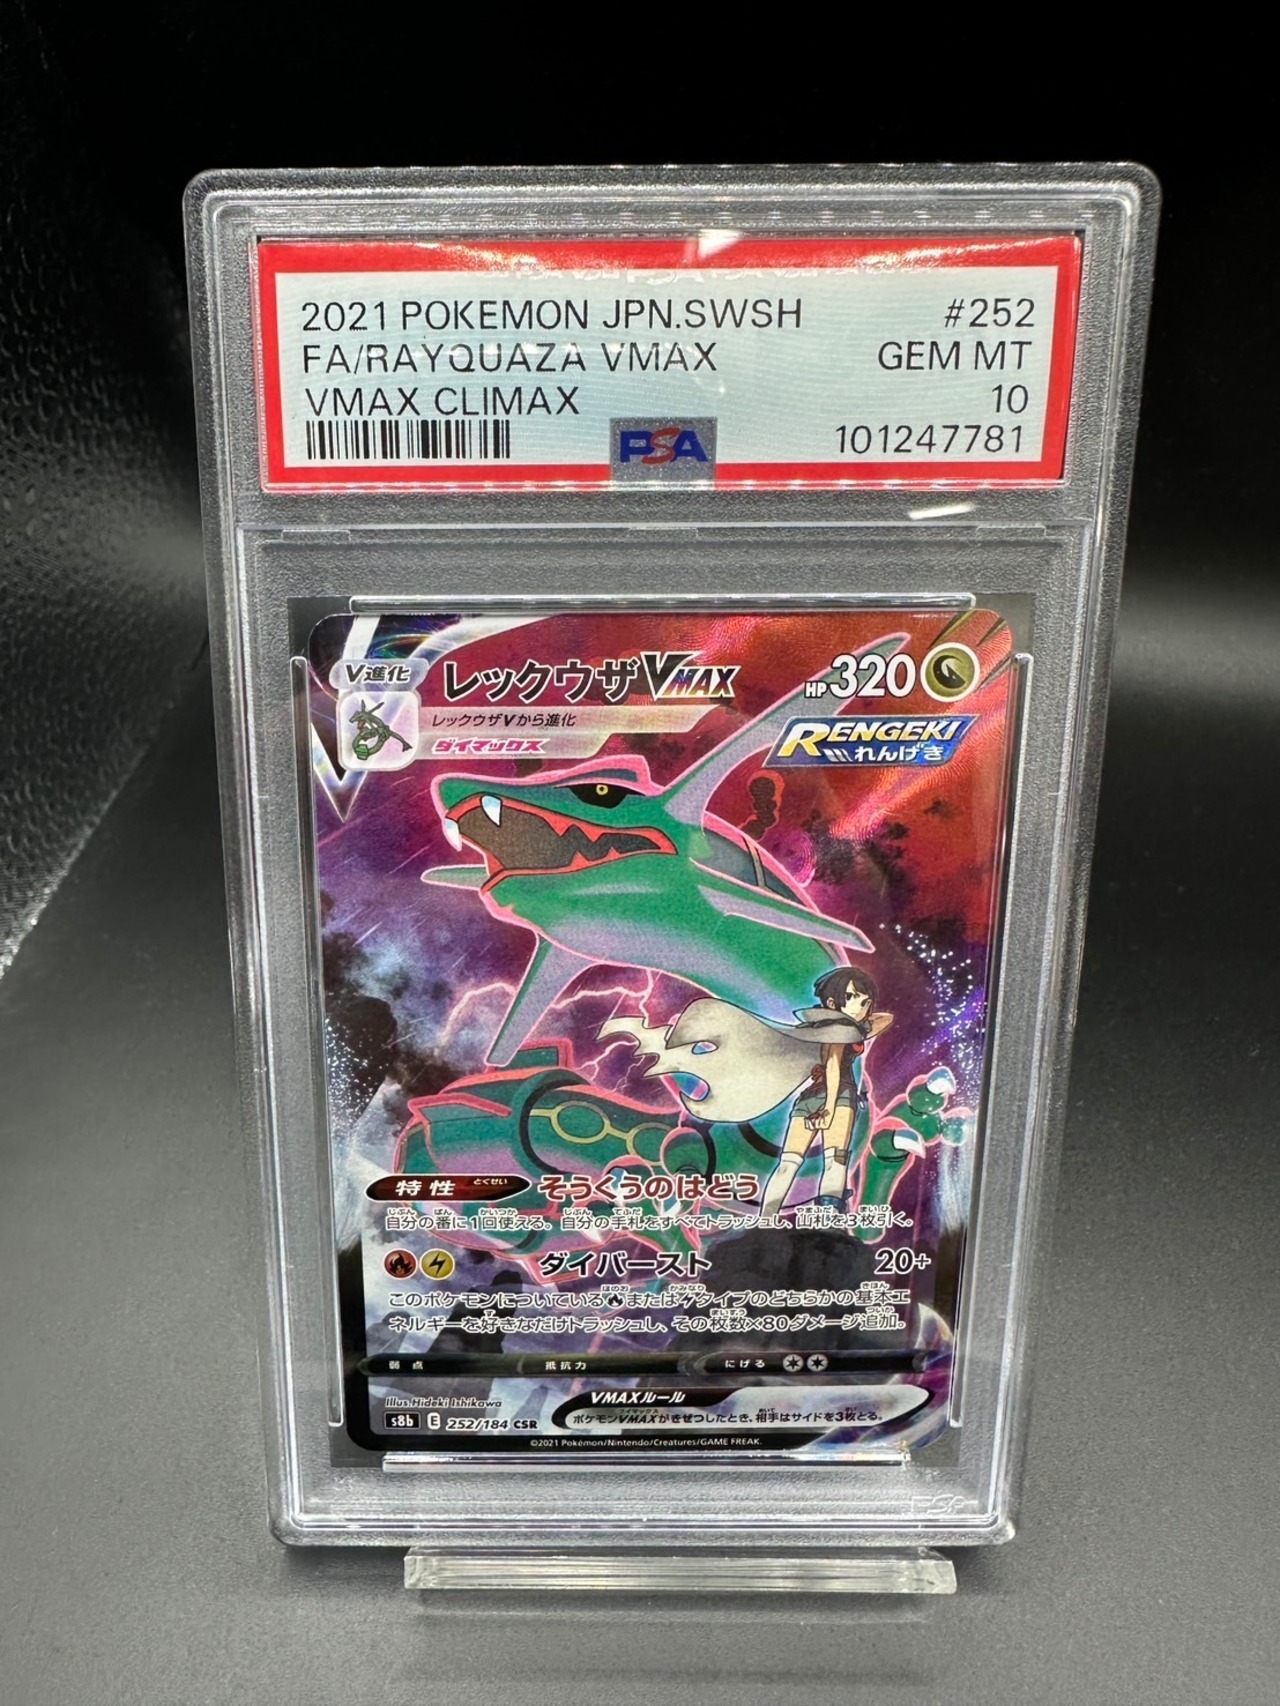 2021 POKEMON JPN.SWSH #252
FA/RAYQUAZA VMAX GEM MT
VMAX CLIMAX 10
PSA 101247781
V進化 レックウザVMAX HP320
レックウザVから進化
ダイマックス
RENGEKI
れんげき
特性 とくせい そうくうのはどう
自分の番に1回使える。自分の手札をすべてトラッシュし、山札を3枚引く。
ダイバースト 20+
このポケモンについているまたはタイプのどちらかの基本エ
ネルギーを好きなだけトラッシュし、その枚数×80ダメージ追加。
弱点 抵抗力 にげる
Illus.Hideki Ishikawa
VMAXルール
s8b E 252/184 CSR
ポケモンVMAXがきぜつしたとき、相手はサイドを3枚とる。
©2021 Pokémon/Nintendo/Creatures/GAME FREAK.
PSA